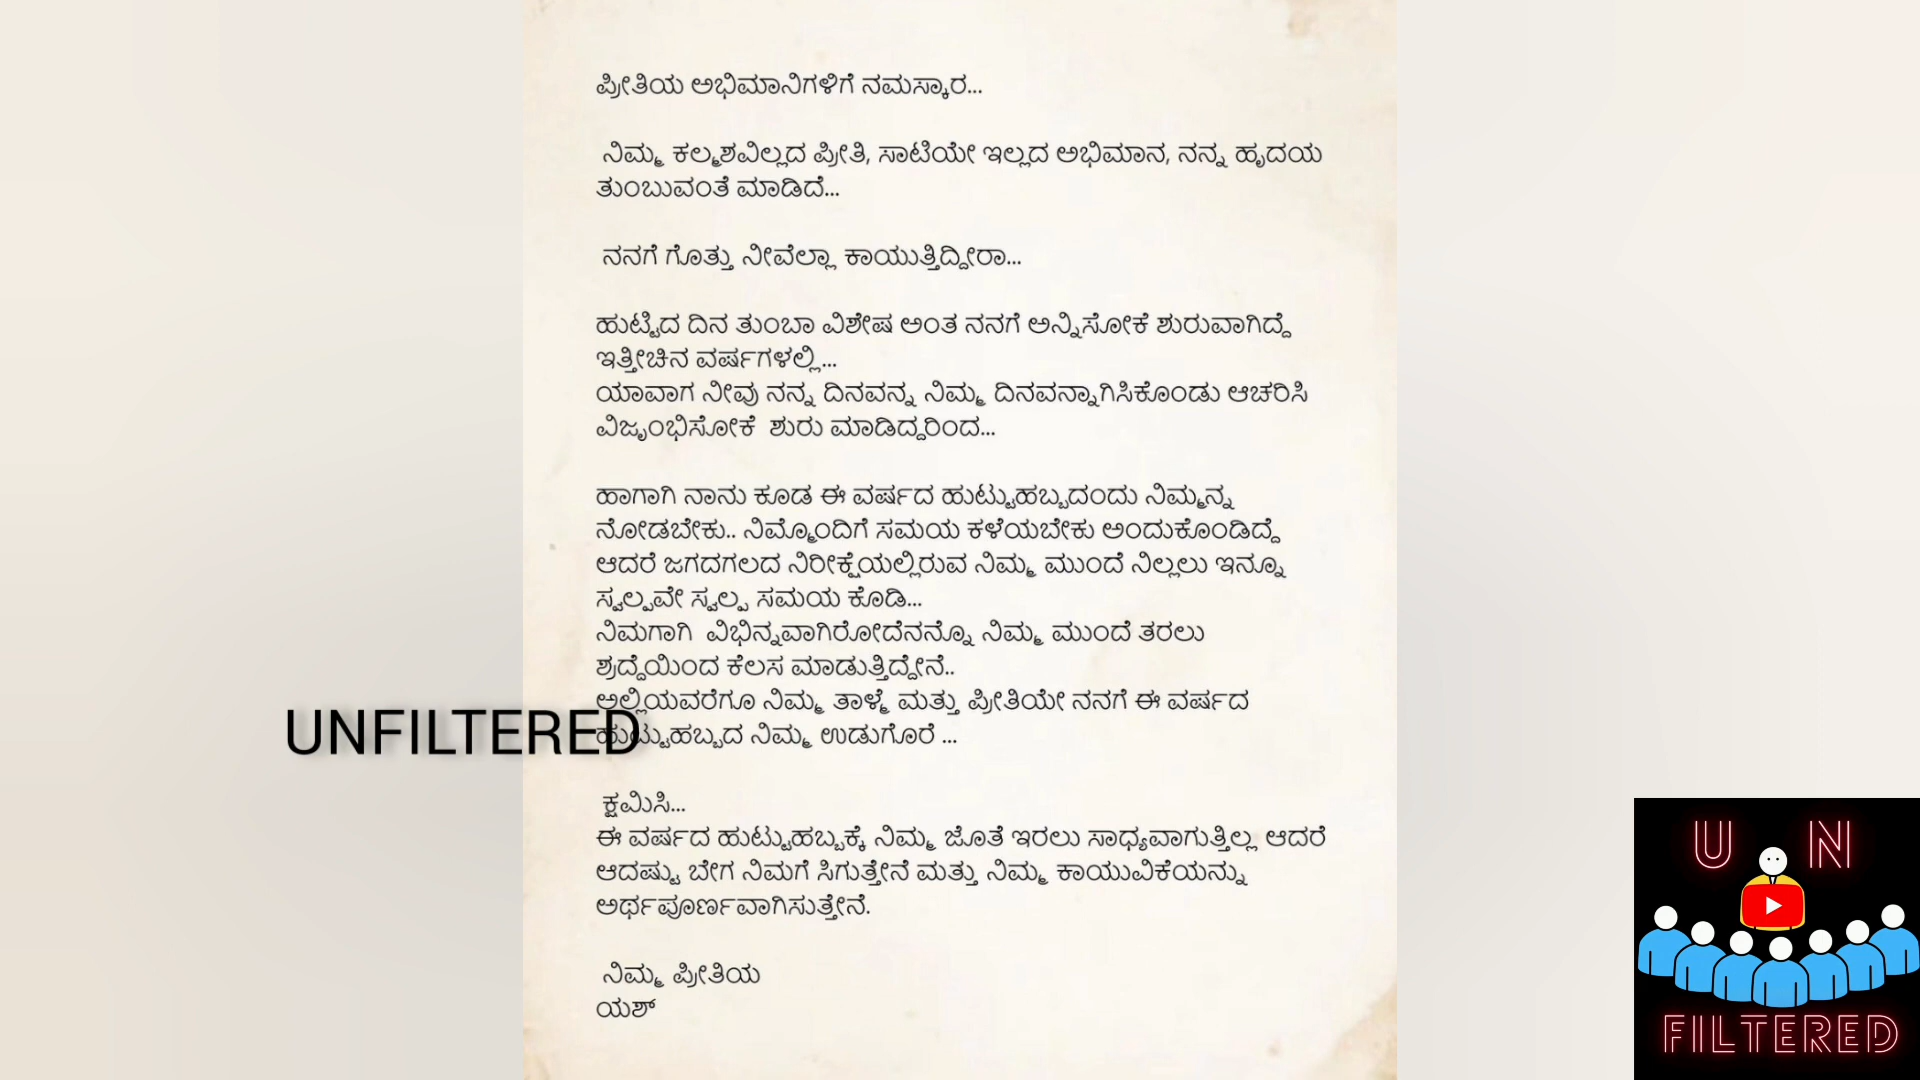 ಪ್ರೀತಿಯ ಅಭಿಮಾನಿಗಳಿಗೆ ನಮಸ್ಕಾರ...
ನಿಮ್ಮ ಕಲ್ಮಶವಿಲ್ಲದ ಪ್ರೀತಿ, ಸಾಟಿಯೇ ಇಲ್ಲದ ಅಭಿಮಾನ, ನನ್ನ ಹೃದಯ
ತುಂಬುವಂತೆ ಮಾಡಿದೆ...
ನನಗೆ ಗೊತ್ತು ನೀವೆಲ್ಲಾ ಕಾಯುತ್ತಿದ್ದೀರಾ...
ಹುಟ್ಟಿದ ದಿನ ತುಂಬಾ ವಿಶೇಷ ಅಂತ ನನಗೆ ಅನ್ನಿಸೋಕೆ ಶುರುವಾಗಿದ್ದೆ
ಇತ್ತೀಚಿನ ವರ್ಷಗಳಲ್ಲಿ...
ಯಾವಾಗ ನೀವು ನನ್ನ ದಿನವನ್ನ ನಿಮ್ಮ ದಿನವನ್ನಾಗಿಸಿಕೊಂಡು ಆಚರಿಸಿ
ವಿಜೃಂಭಿಸೋಕೆ ಶುರು ಮಾಡಿದ್ದರಿಂದ...
ಹಾಗಾಗಿ ನಾನು ಕೂಡ ಈ ವರ್ಷದ ಹುಟ್ಟುಹಬ್ಬದಂದು ನಿಮ್ಮನ್ನ
ನೋಡಬೇಕು.. ನಿಮ್ಮೊಂದಿಗೆ ಸಮಯ ಕಳೆಯಬೇಕು ಅಂದುಕೊಂಡಿದ್ದೆ
ಆದರೆ ಜಗದಗಲದ ನಿರೀಕ್ಷೆಯಲ್ಲಿರುವ ನಿಮ್ಮ ಮುಂದೆ ನಿಲ್ಲಲು ಇನ್ನೂ
ಸ್ವಲ್ಪವೇ ಸ್ವಲ್ಪ ಸಮಯ ಕೊಡಿ...
ನಿಮಗಾಗಿ ವಿಭಿನ್ನವಾಗಿರೋದೆನನ್ನೊ ನಿಮ್ಮ ಮುಂದೆ ತರಲು
ಶ್ರದ್ದೆಯಿಂದ ಕೆಲಸ ಮಾಡುತ್ತಿದ್ದೇನೆ..
ಅಲ್ಲಿಯವರೆಗೂ ನಿಮ್ಮ ತಾಳ್ಮೆ ಮತ್ತು ಪ್ರೀತಿಯೇ ನನಗೆ ಈ ವರ್ಷದ
ಹುಟ್ಟುಹಬ್ಬದ ನಿಮ್ಮ ಉಡುಗೊರೆ ...
UNFILTERED
ಕ್ಷಮಿಸಿ...
ಈ ವರ್ಷದ ಹುಟ್ಟುಹಬ್ಬಕ್ಕೆ ನಿಮ್ಮ ಜೊತೆ ಇರಲು ಸಾಧ್ಯವಾಗುತ್ತಿಲ್ಲ ಆದರೆ
ಆದಷ್ಟು ಬೇಗ ನಿಮಗೆ ಸಿಗುತ್ತೇನೆ ಮತ್ತು ನಿಮ್ಮ ಕಾಯುವಿಕೆಯನ್ನು
ಅರ್ಥಪೂರ್ಣವಾಗಿಸುತ್ತೇನೆ.
ನಿಮ್ಮ ಪ್ರೀತಿಯ
ಯಶ್
U N
FILTERED